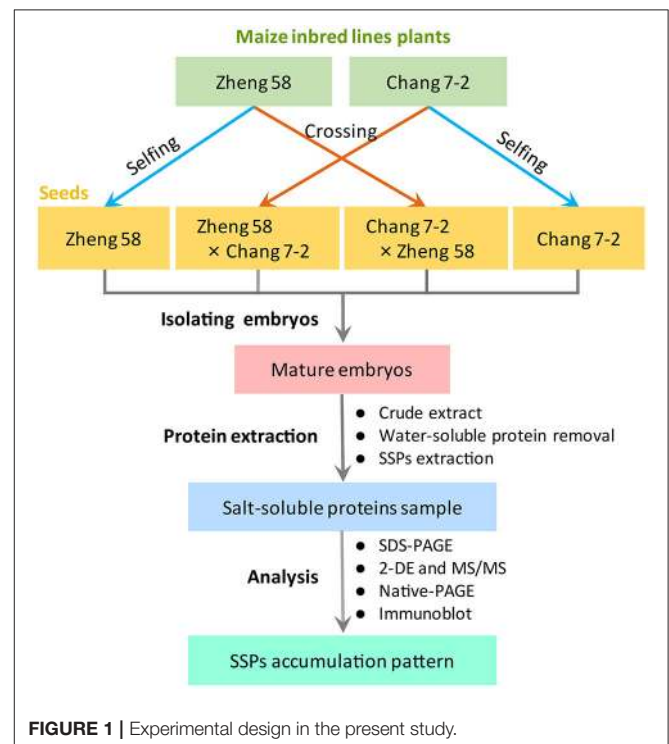 Maize inbred lines plants
Zheng 58
Chang 7-2
Selfing
Crossing
Selfing
Seeds
Zheng 58
Zheng 58
× Chang 7-2
Chang 7-2
× Zheng 58
Chang 7-2
Isolating embryos
Mature embryos
Protein extraction
● Crude extract
● Water-soluble protein removal
● SSPs extraction
Salt-soluble proteins sample
Analysis
● SDS-PAGE
● 2-DE and MS/MS
● Native-PAGE
● Immunoblot
SSPs accumulation pattern
FIGURE 1 | Experimental design in the present study.